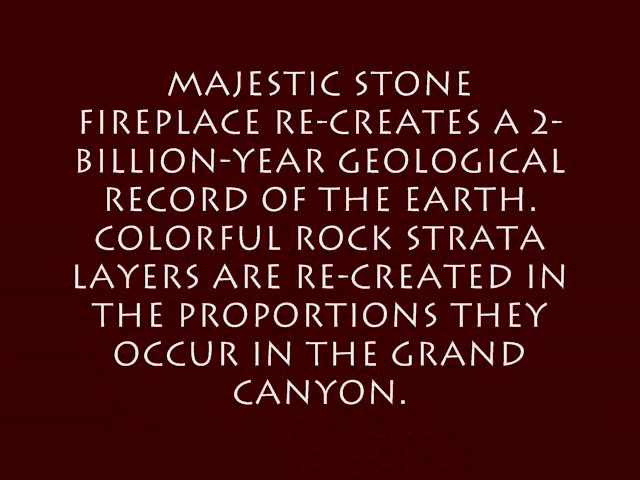 MAJESTIC STONE
FIREPLACE RE-CREATES A 2-
BILLION-YEAR GEOLOGICAL
RECORD OF THE EARTH.
COLORFUL ROCK STRATA
LAYERS ARE RE-CREATED IN
THE PROPORTIONS THEY
OCCUR IN THE GRAND
CANYON.